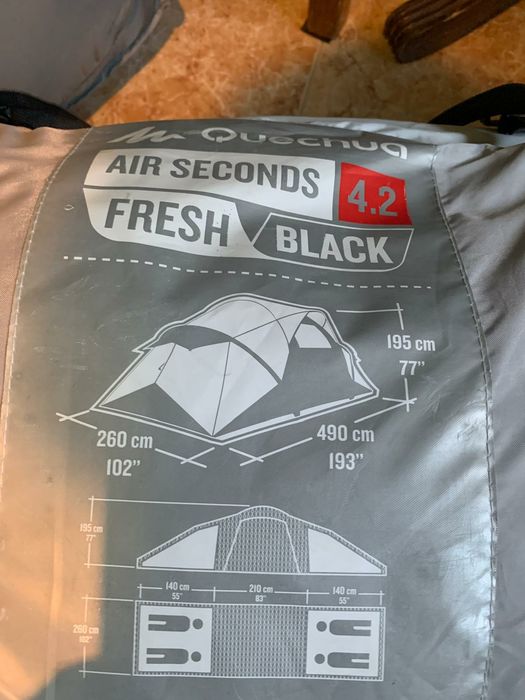 Quechua
AIR SECONDS 4.2
FRESH BLACK
195 cm
77"
260 cm
102"
490 cm
193"
195 cm
77"
140 cm 210 cm 140 cm
55" 83" 55"
260 cm
102"